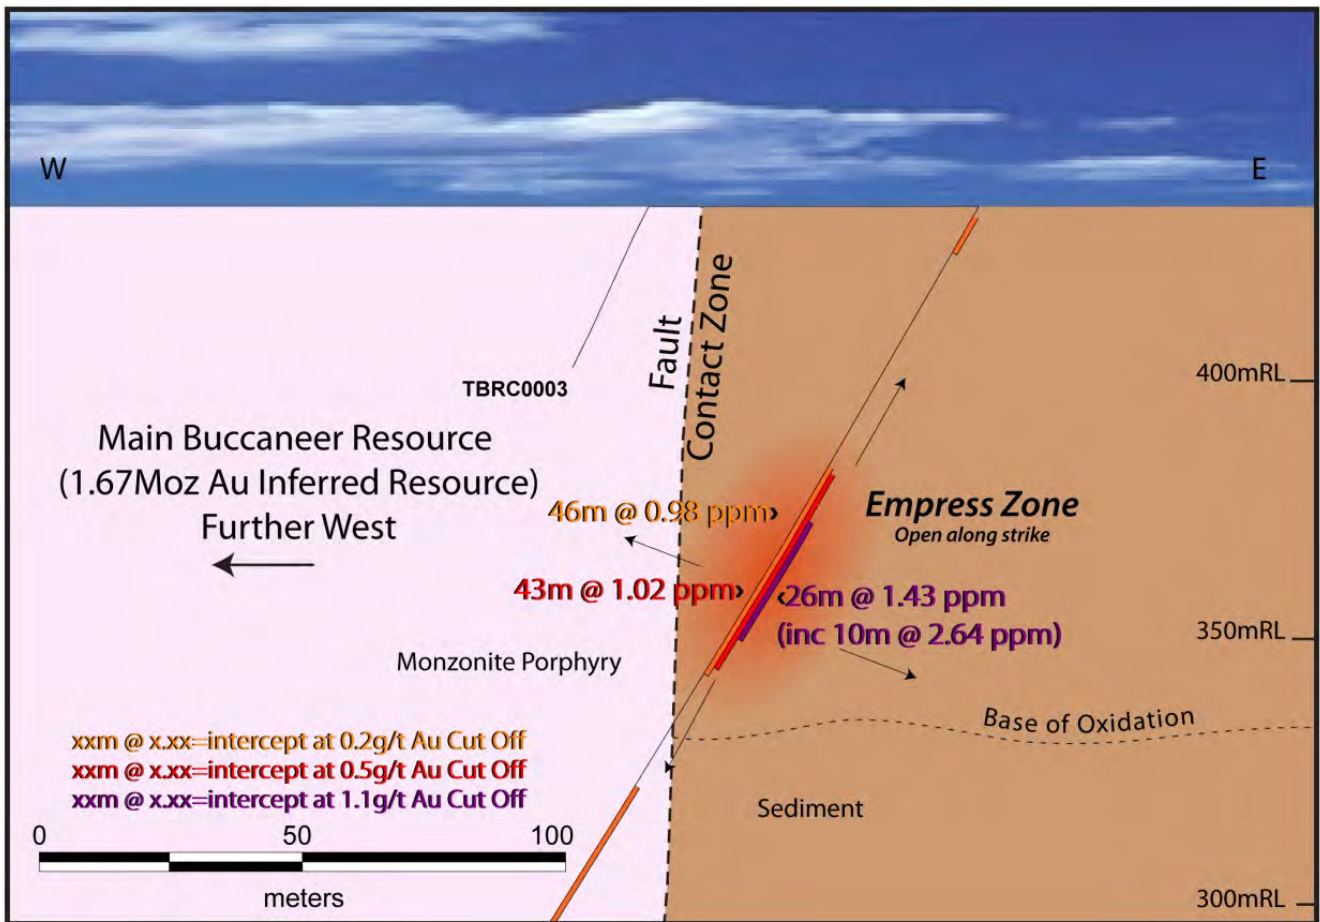 W
E
Fault
Contact Zone
400mRL
TBRC0003
Main Buccaneer Resource
(1.67Moz Au Inferred Resource)
Further West
46m @ 0.98 ppm›
Empress Zone
Open along strike
43m @ 1.02 ppm›
‹26m @ 1.43 ppm
(inc 10m @ 2.64 ppm)
350mRL
Monzonite Porphyry
Base of Oxidation
xxm @ x.xx=intercept at 0.2g/t Au Cut Off
xxm @ x.xx=intercept at 0.5g/t Au Cut Off
xxm @ x.xx=intercept at 1.1g/t Au Cut Off
Sediment
0 50 100
meters
300mRL